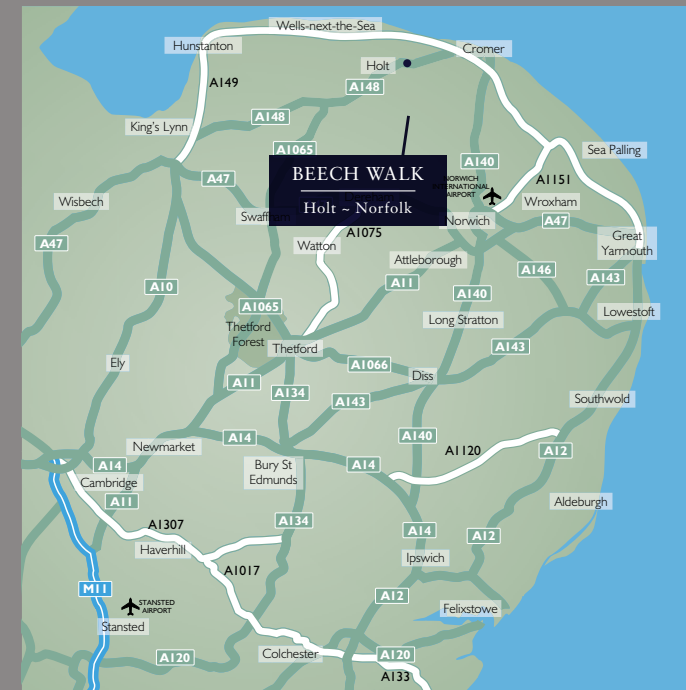 Wells-next-the-Sea
Hunstanton
Cromer
Holt
A149
A148
A148
King's Lynn
A1065
Sea Palling
A140
BEECH WALK
Holt ~ Norfolk
NORWICH
INTERNATIONAL
AIRPORT
A47
A1151
Wisbech
Wroxham
Swaffham
Norwich
A47
A1075
Great
Yarmouth
A47
Watton
Attleborough
A146
A143
A11
A10
A140
A1065
Lowestoft
Long Stratton
Thetford
Forest
Thetford
A143
Ely
A1066
Diss
A11
A134
A143
Southwold
A14
A140
Newmarket
A1120
A12
A14
Bury St
Edmunds
A14
Cambridge
A11
Aldeburgh
A1307
A134
A14
A12
Haverhill
Ipswich
A1017
M11
A12
STANSTED
AIRPORT
Felixstowe
Stansted
Colchester
A120
A120
A133